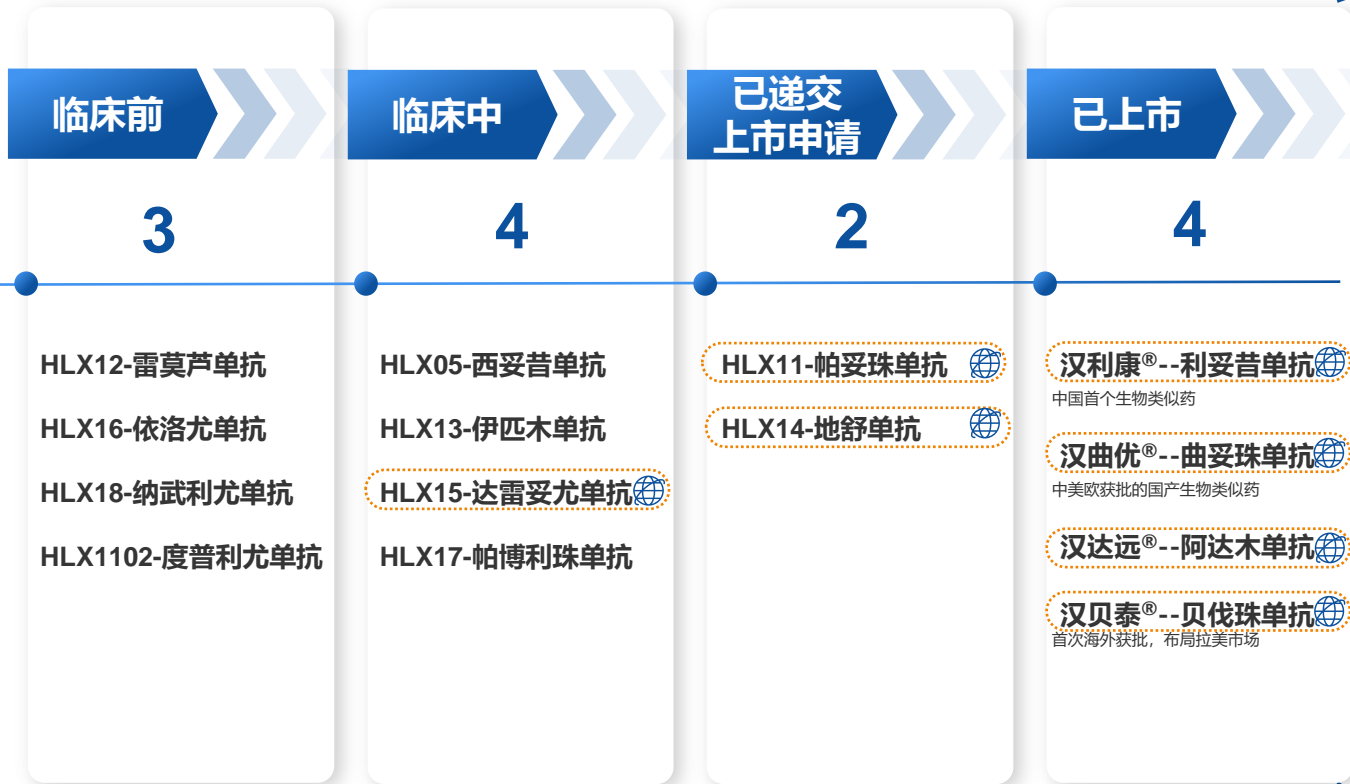 临床前
3
HLX12-雷莫芦单抗
HLX16-依洛尤单抗
HLX18-纳武利尤单抗
HLX1102-度普利尤单抗
临床中
4
HLX05-西妥昔单抗
HLX13-伊匹木单抗
HLX15-达雷妥尤单抗
HLX17-帕博利珠单抗
已递交
上市申请
2
HLX11-帕妥珠单抗
HLX14-地舒单抗
已上市
4
汉利康®--利妥昔单抗
中国首个生物类似药
汉曲优®--曲妥珠单抗
中美欧获批的国产生物类似药
汉达远®--阿达木单抗
汉贝泰®--贝伐珠单抗
首次海外获批，布局拉美市场